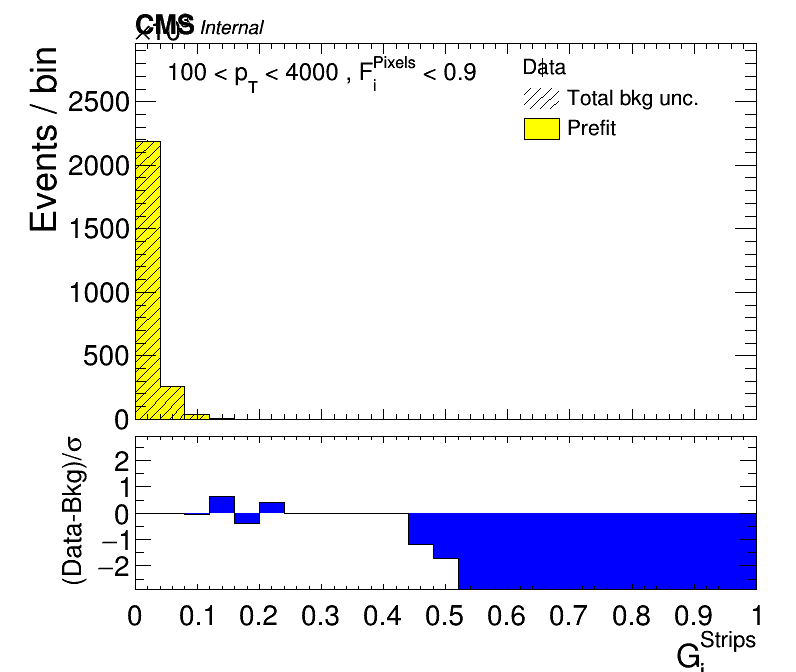 CMS Internal
×10³
100 < p_T < 4000 , F_i^Pixels < 0.9
Data
Total bkg unc.
Prefit
Events / bin
2500
2000
1500
1000
500
0
(Data-Bkg)/σ
2
1
0
−1
−2
0 0.1 0.2 0.3 0.4 0.5 0.6 0.7 0.8 0.9 1
G_i^Strips